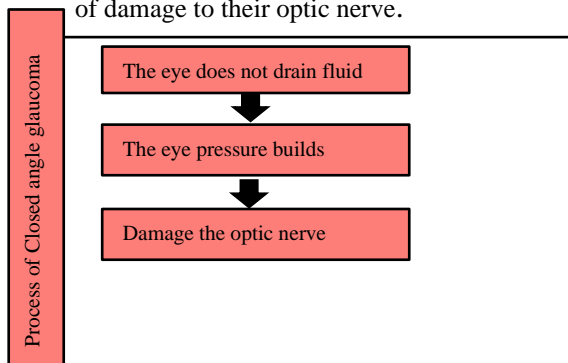 of damage to their optic nerve.
Process of Closed angle glaucoma
The eye does not drain fluid
The eye pressure builds
Damage the optic nerve